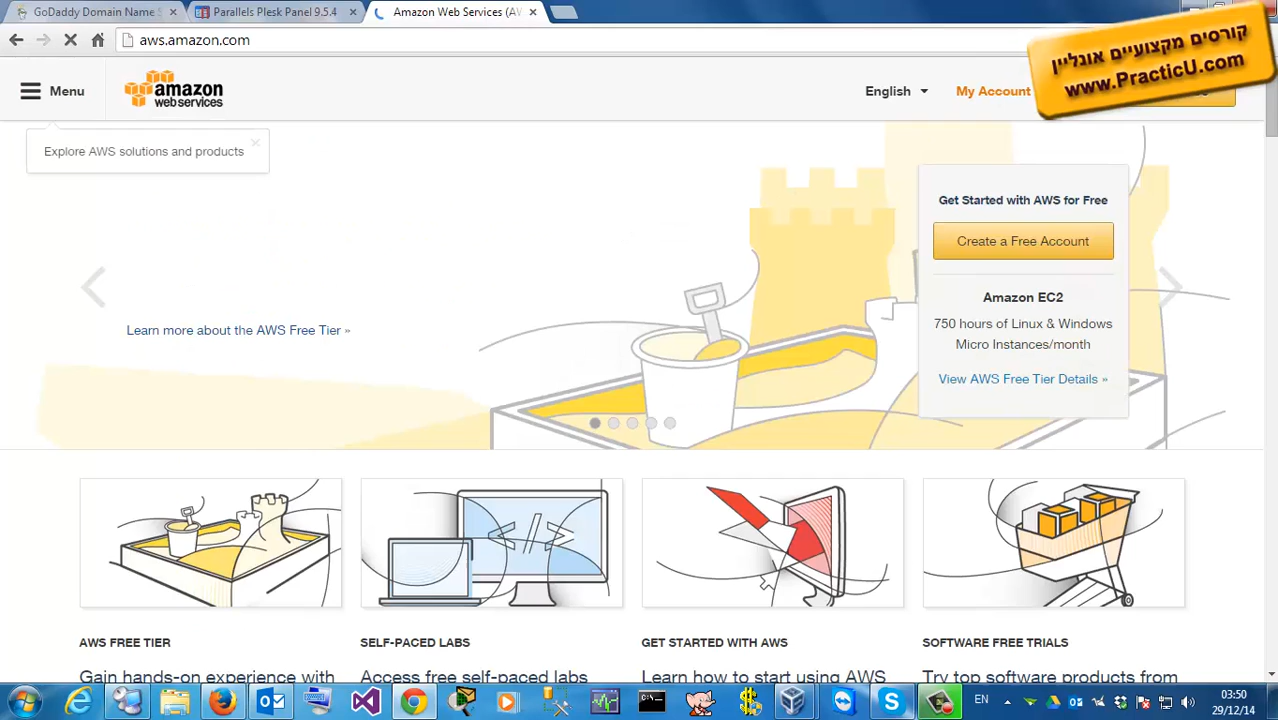 GoDaddy Domain Name S
Parallels Plesk Panel 9.5.4
Amazon Web Services (AW
aws.amazon.com
קורסים מקצועיים אונליין
www.PracticU.com
Menu
amazon
web services
English
My Account
Explore AWS solutions and products
Get Started with AWS for Free
Create a Free Account
Amazon EC2
750 hours of Linux & Windows
Micro Instances/month
View AWS Free Tier Details »
Learn more about the AWS Free Tier »
AWS FREE TIER
SELF-PACED LABS
GET STARTED WITH AWS
SOFTWARE FREE TRIALS
Gain hands-on experience with
Access free self-paced labs
Learn how to start using AWS
Try top software products from
EN
03:50
29/12/14